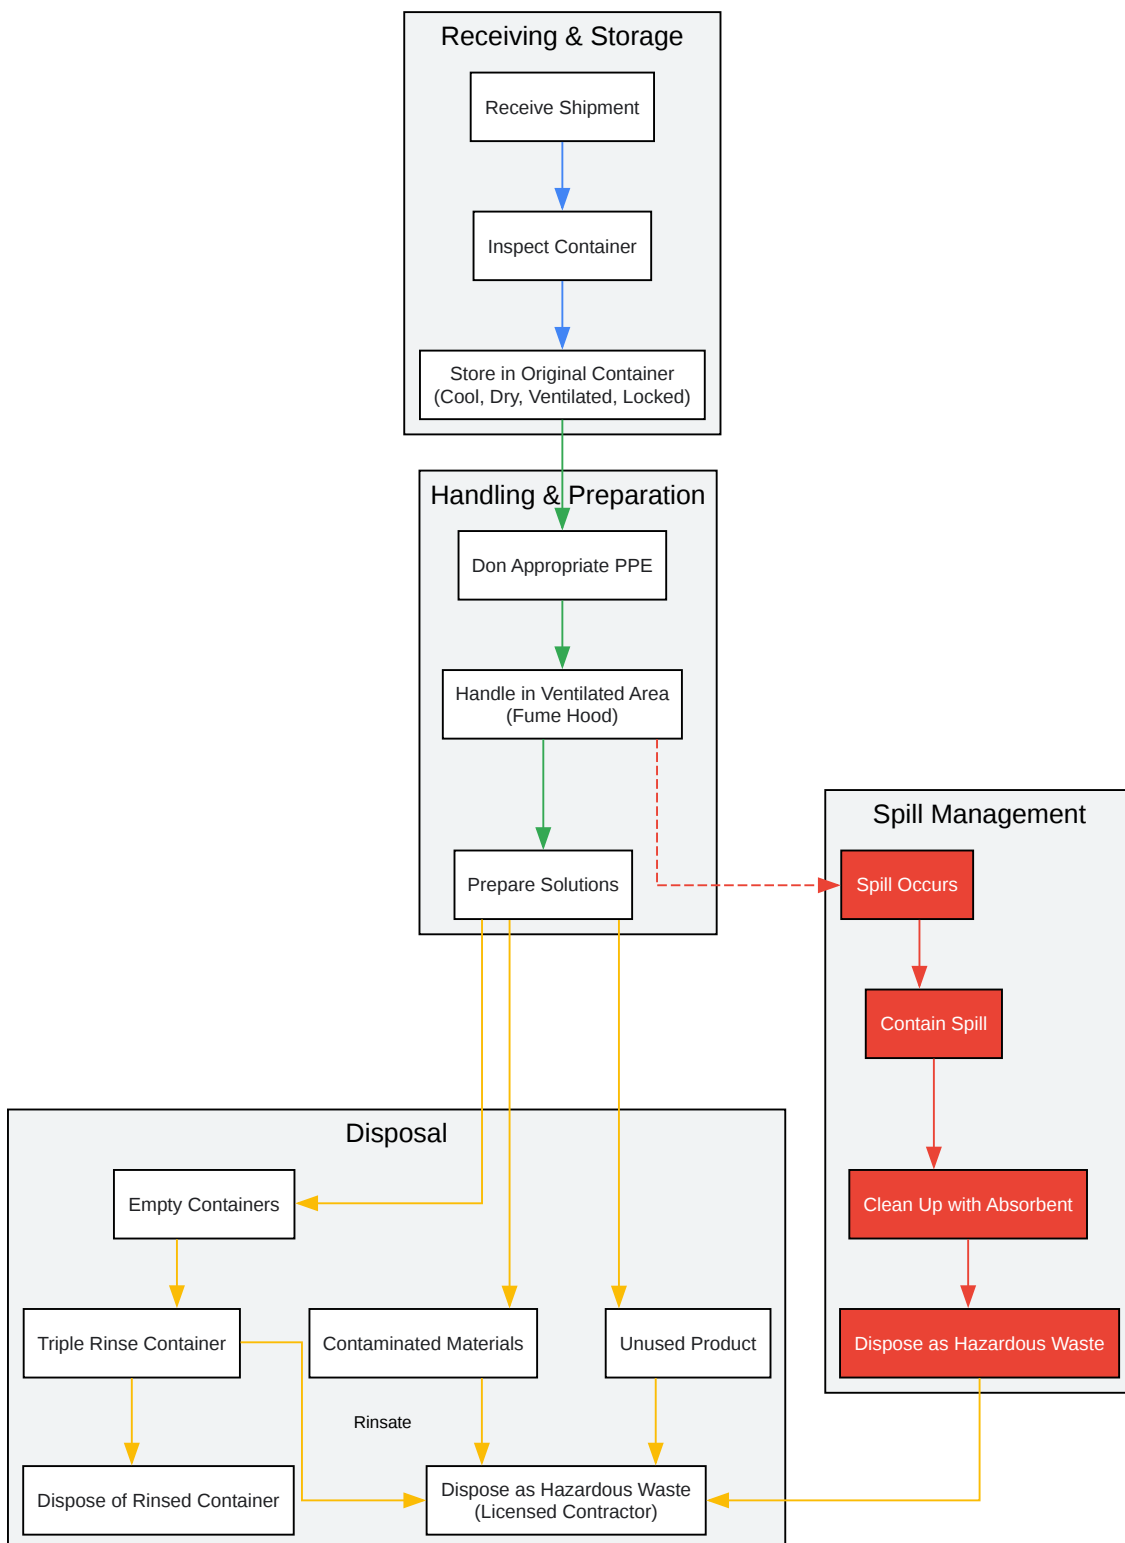 Receiving & Storage
Receive Shipment
Inspect Container
Store in Original Container
(Cool, Dry, Ventilated, Locked)
Handling & Preparation
Don Appropriate PPE
Handle in Ventilated Area
(Fume Hood)
Prepare Solutions
Spill Management
Spill Occurs
Contain Spill
Clean Up with Absorbent
Dispose as Hazardous Waste
Disposal
Empty Containers
Triple Rinse Container
Contaminated Materials
Unused Product
Rinsate
Dispose of Rinsed Container
Dispose as Hazardous Waste
(Licensed Contractor)